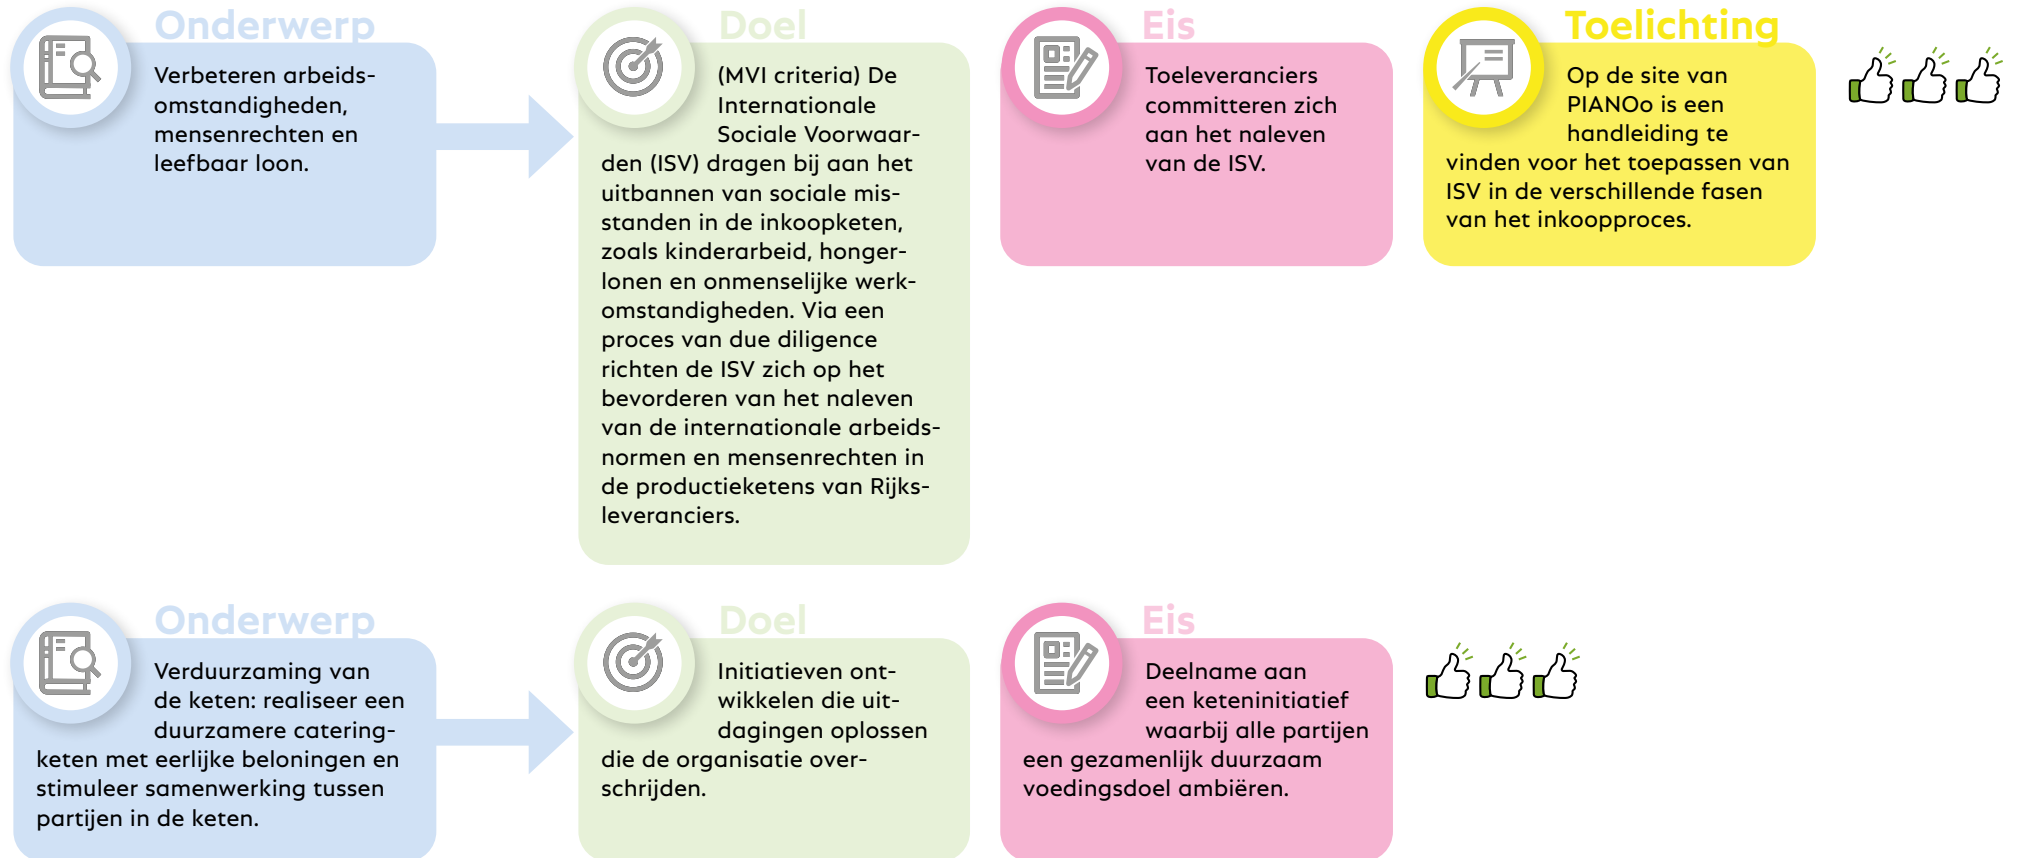 Onderwerp
Verbeteren arbeids-
omstandigheden,
mensenrechten en
leefbaar loon.
Doel
(MVI criteria) De
Internationale
Sociale Voorwaar-
den (ISV) dragen bij aan het
uitbannen van sociale mis-
standen in de inkoopketen,
zoals kinderarbeid, honger-
lonen en onmenselijke werk-
omstandigheden. Via een
proces van due diligence
richten de ISV zich op het
bevorderen van het naleven
van de internationale arbeids-
normen en mensenrechten in
de productieketens van Rijks-
leveranciers.
Eis
Toeleveranciers
committeren zich
aan het naleven
van de ISV.
Toelichting
Op de site van
PIANOo is een
handleiding te
vinden voor het toepassen van
ISV in de verschillende fasen
van het inkoopproces.
Onderwerp
Verduurzaming van
de keten: realiseer een
duurzamere catering-
keten met eerlijke beloningen en
stimuleer samenwerking tussen
partijen in de keten.
Doel
Initiatieven ont-
wikkelen die uit-
dagingen oplossen
die de organisatie over-
schrijden.
Eis
Deelname aan
een keteninitiatief
waarbij alle partijen
een gezamenlijk duurzaam
voedingsdoel ambiëren.